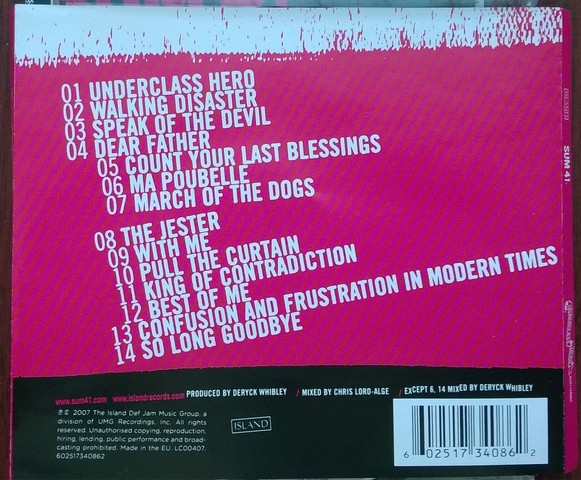 01 UNDERCLASS HERO
02 WALKING DISASTER
03 SPEAK OF THE DEVIL
04 DEAR FATHER
05 COUNT YOUR LAST BLESSINGS
06 MA POUBELLE
07 MARCH OF THE DOGS
08 THE JESTER
09 WITH ME
10 PULL THE CURTAIN
11 KING OF CONTRADICTION
12 BEST OF ME
13 CONFUSION AND FRUSTRATION IN MODERN TIMES
14 SO LONG GOODBYE
www.sum41.com www.islandrecords.com PRODUCED BY DERYCK WHIBLEY / MIXED BY CHRIS LORD-ALGE / EXCEPT 6, 14 MIXED BY DERYCK WHIBLEY
℗© 2007 The Island Def Jam Music Group, a
division of UMG Recordings, Inc. All rights
reserved. Unauthorised copying, reproduction,
hiring, lending, public performance and broad-
casting prohibited. Made in the EU. LC00407.
602517340862
ISLAND
6 02517 34086 2
SUM 41